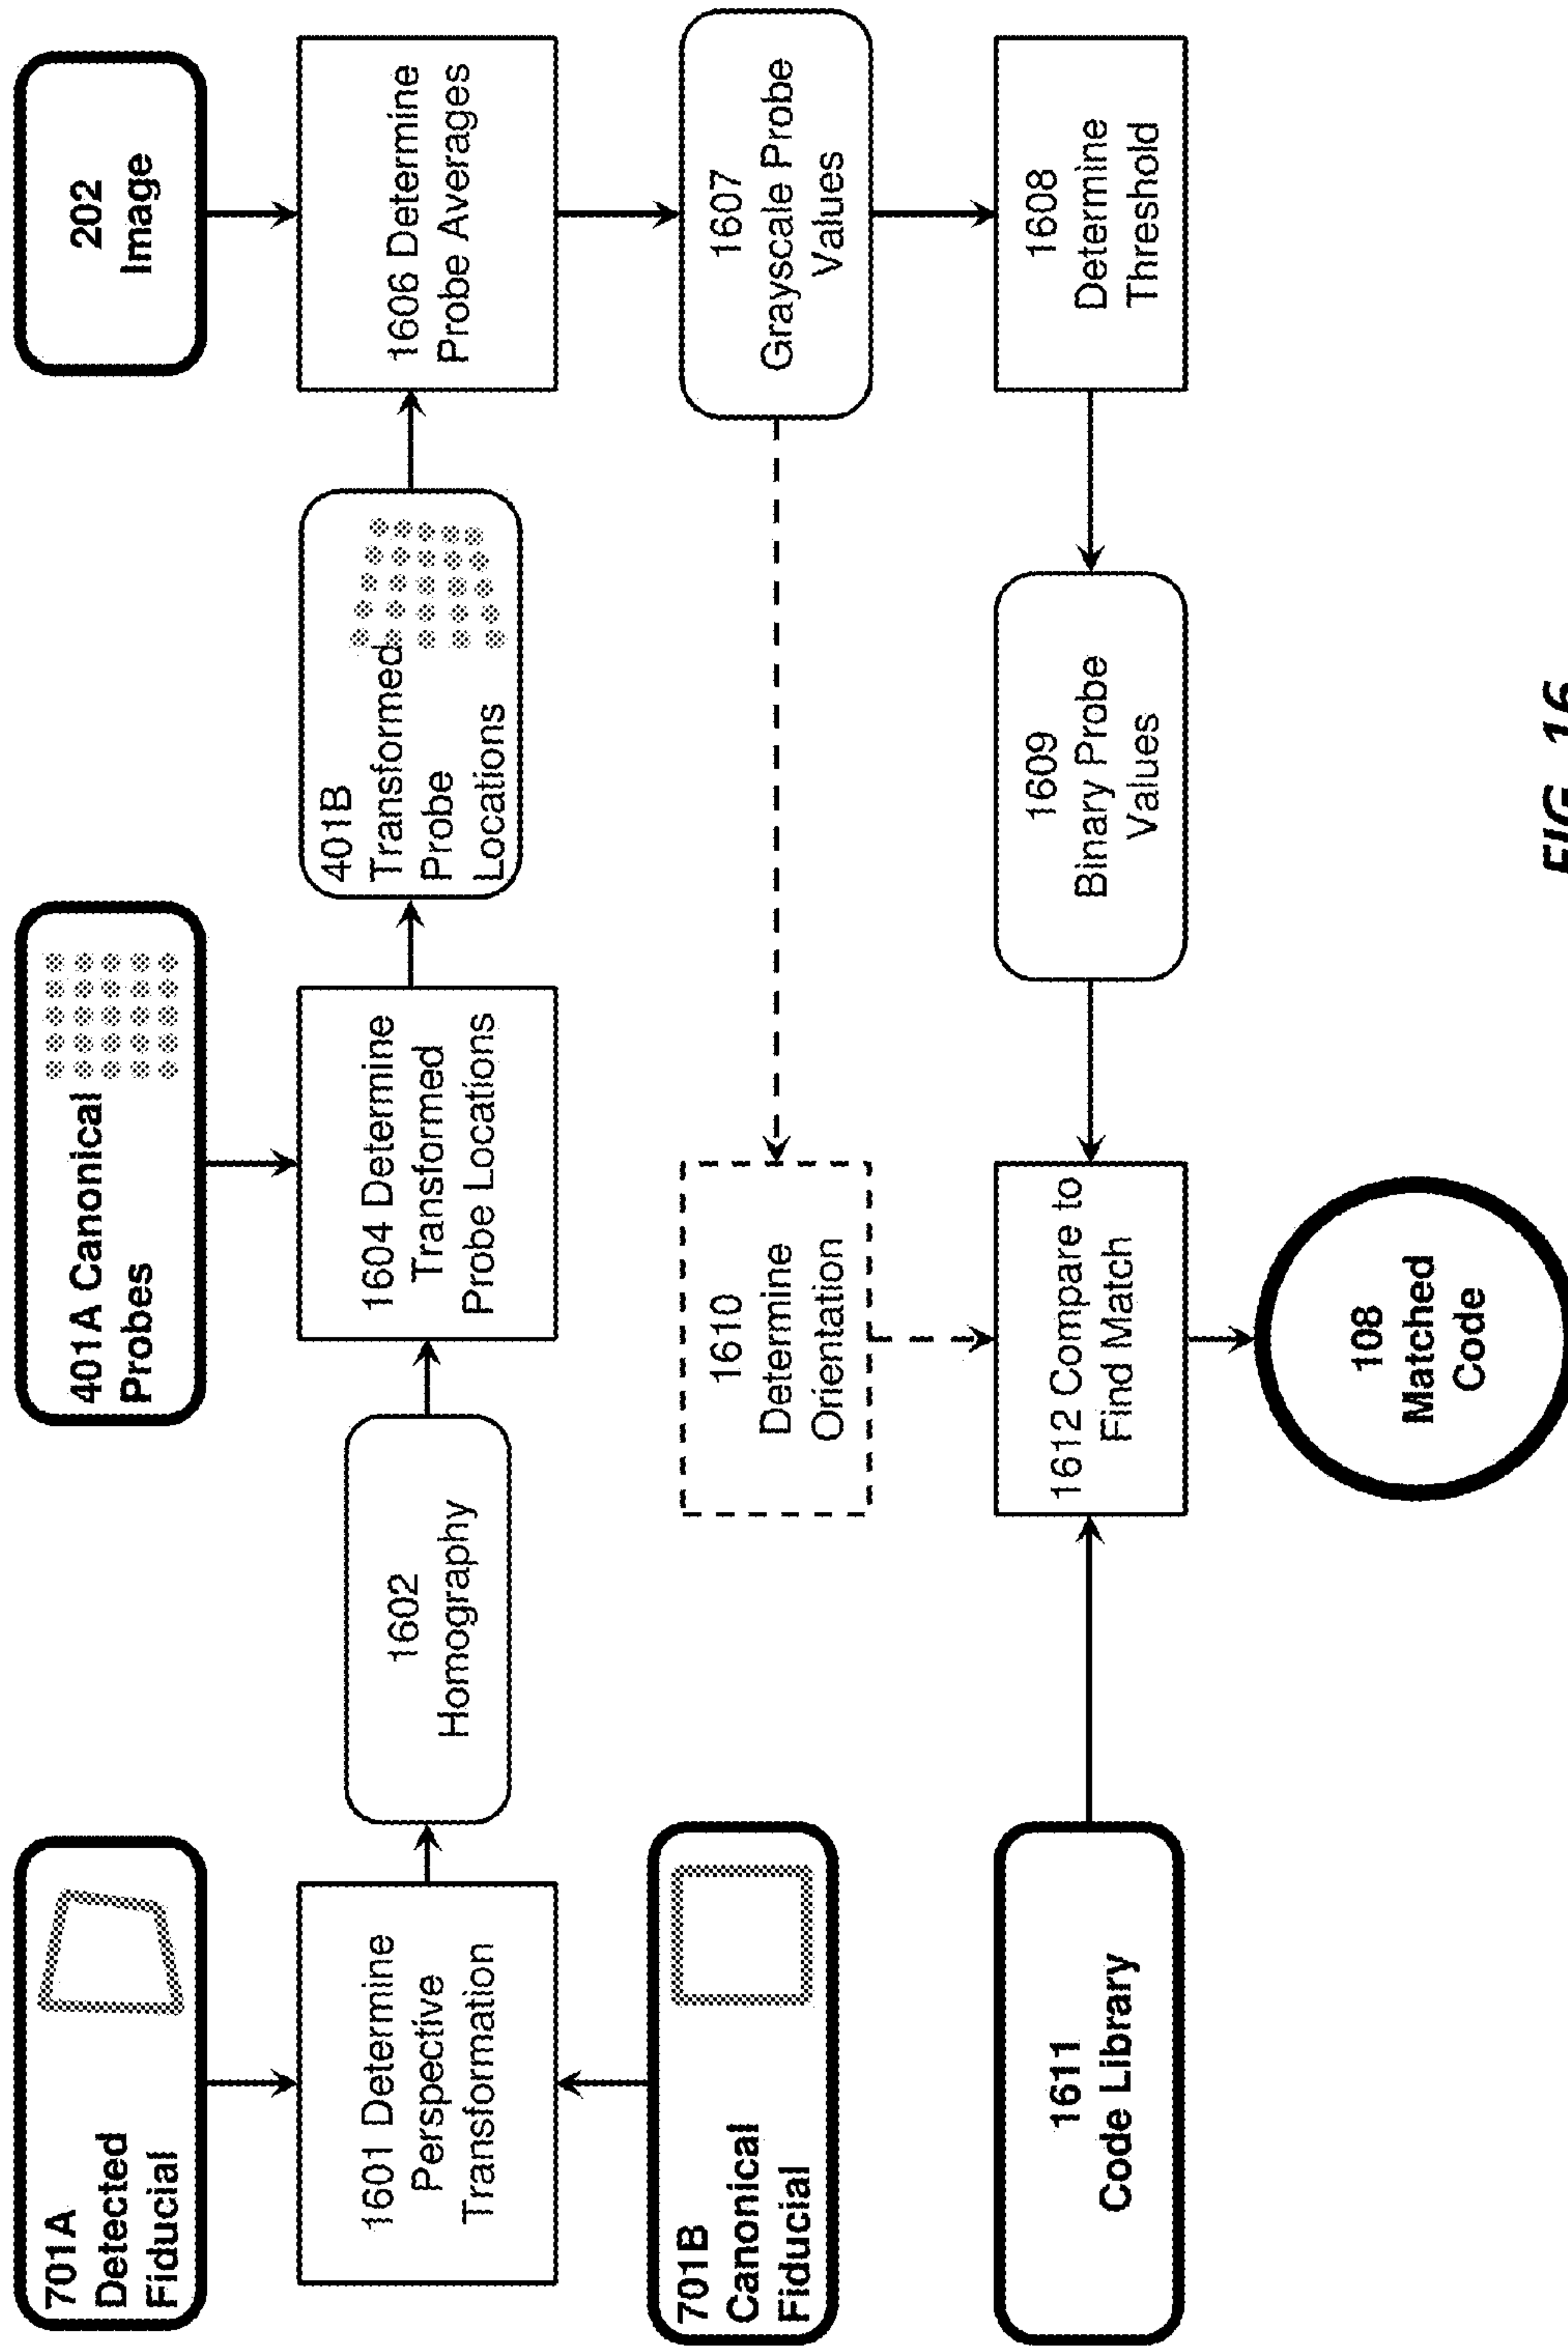 701A
Detected
Fiducial
1601 Determine
Perspective
Transformation
701B
Canonical
Fiducial
1602
Homography
401A Canonical
Probes
1604 Determine
Transformed
Probe Locations
401B
Transformed
Probe
Locations
202
Image
1606 Determine
Probe Averages
1607
Grayscale Probe
Values
1608
Determine
Threshold
1609
Binary Probe
Values
1610
Determine
Orientation
1611
Code Library
1612 Compare to
Find Match
108
Matched
Code
FIG. 16